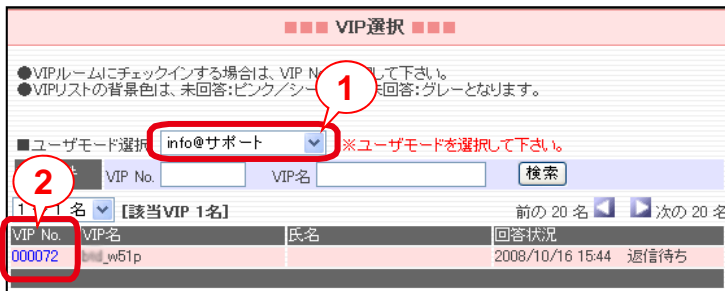 ■■■ VIP選択 ■■■
●VIPルームにチェックインする場合は、VIP N して下さい。
●VIPリストの背景色は、未回答:ピンク／シー 未回答:グレーとなります。
1
■ユーザモード選択 info@サポート ※ユーザモードを選択して下さい。
2
VIP No. VIP名 検索
1 1 名 [該当VIP 1名] 前の 20 名 次の 20 名
VIP No. VIP名 氏名 回答状況
000072 _w51p 2008/10/16 15:44 返信待ち